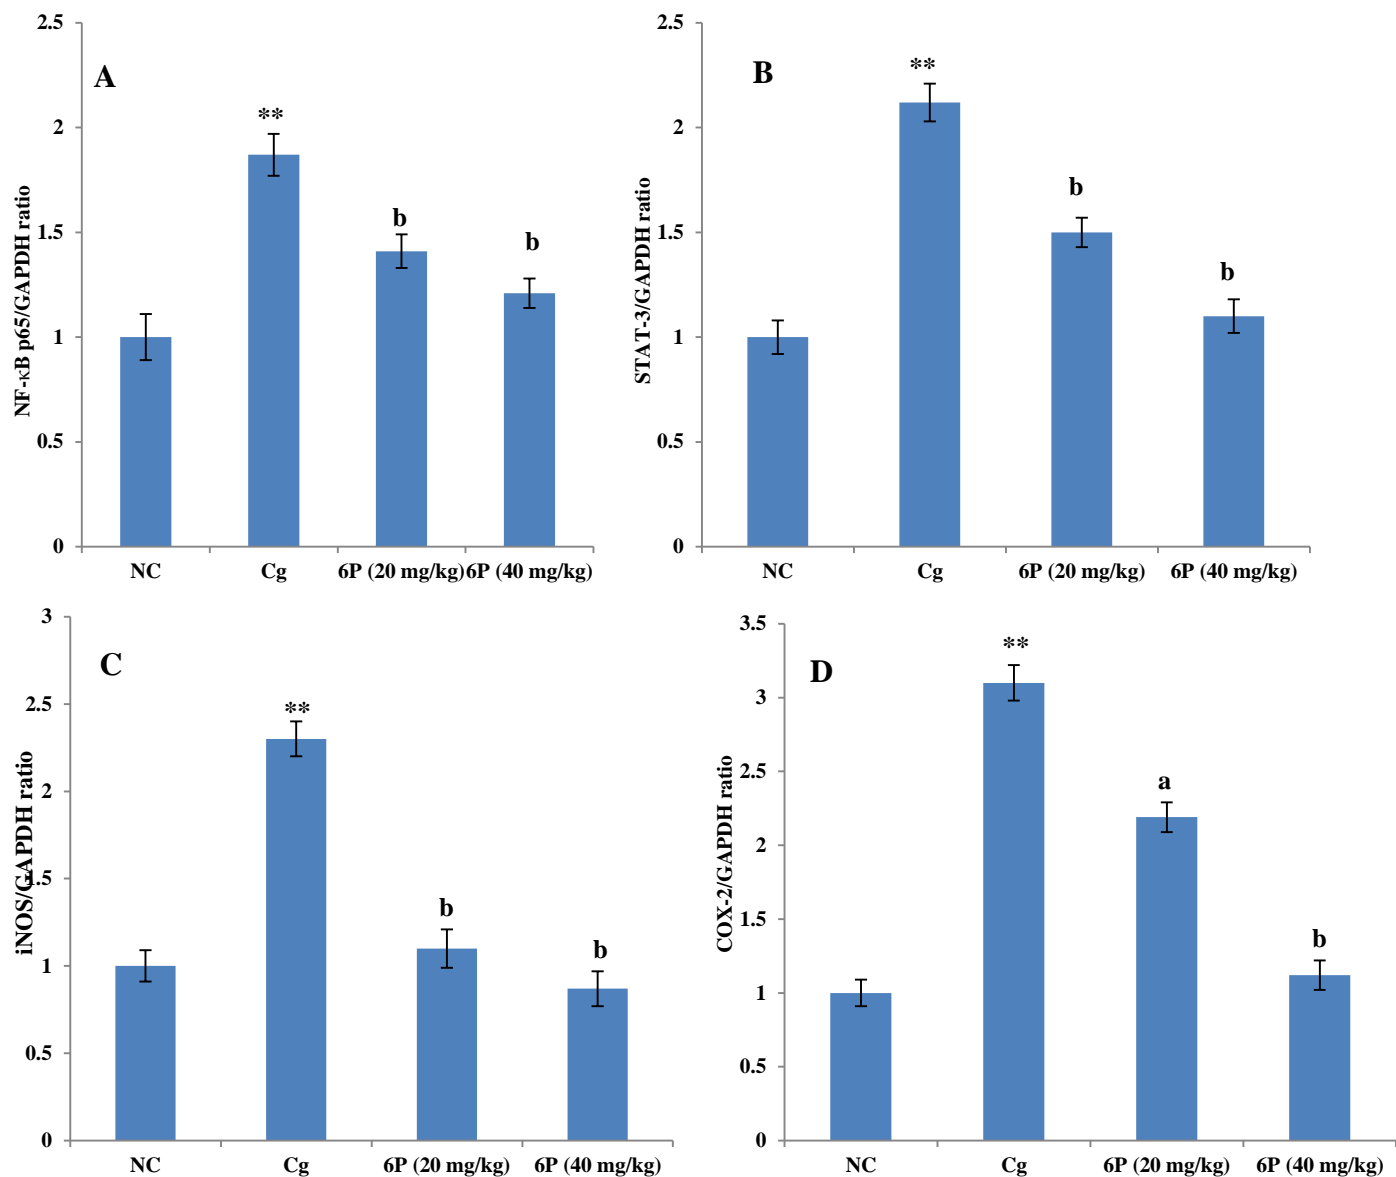 A
NF-κB p65/GAPDH ratio
2.5
2
1.5
1
0.5
0
**
b
b
NC
Cg
6P (20 mg/kg)
6P (40 mg/kg)
B
STAT-3/GAPDH ratio
2.5
2
1.5
1
0.5
0
**
b
b
NC
Cg
6P (20 mg/kg)
6P (40 mg/kg)
C
iNOS/GAPDH ratio
3
2.5
2
1.5
1
0.5
0
**
b
b
NC
Cg
6P (20 mg/kg)
6P (40 mg/kg)
D
COX-2/GAPDH ratio
3.5
3
2.5
2
1.5
1
0.5
0
**
a
b
NC
Cg
6P (20 mg/kg)
6P (40 mg/kg)